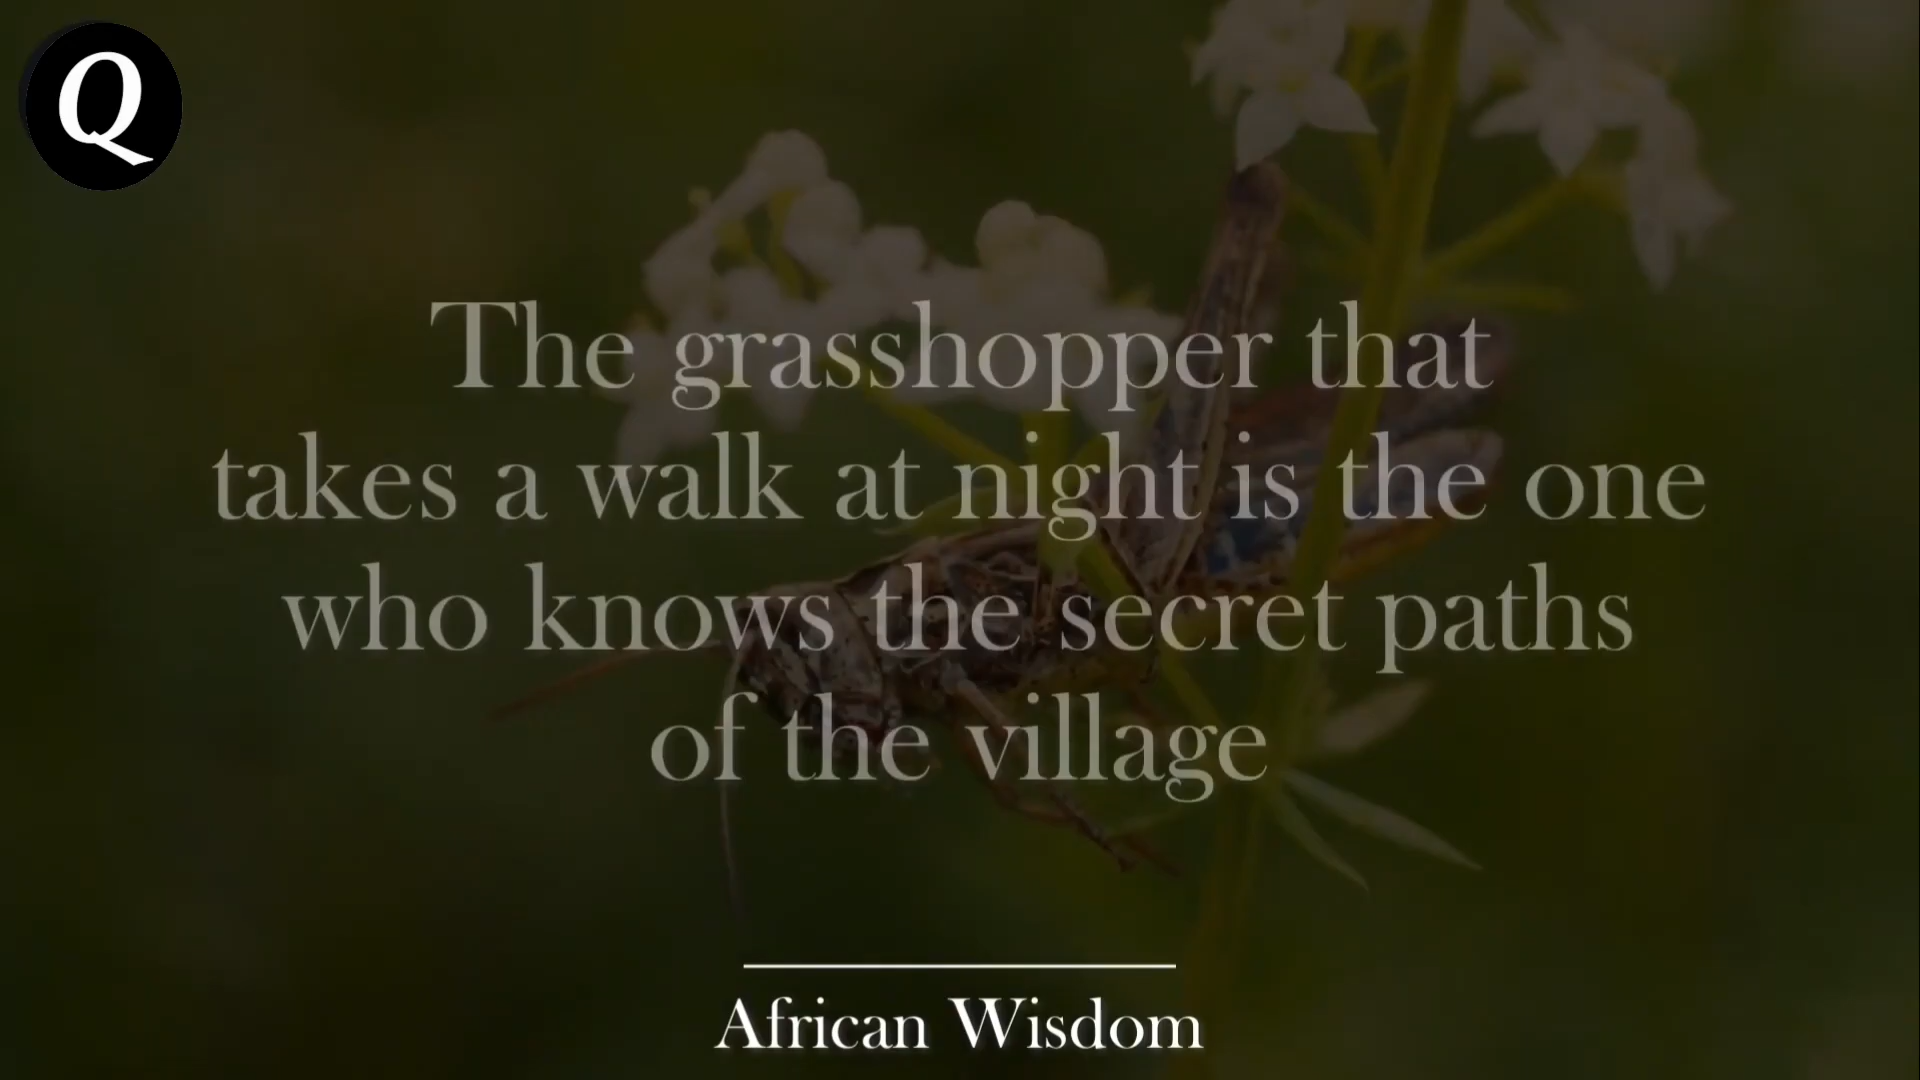 Q
The grasshopper that
takes a walk at night is the one
who knows the secret paths
of the village
African Wisdom